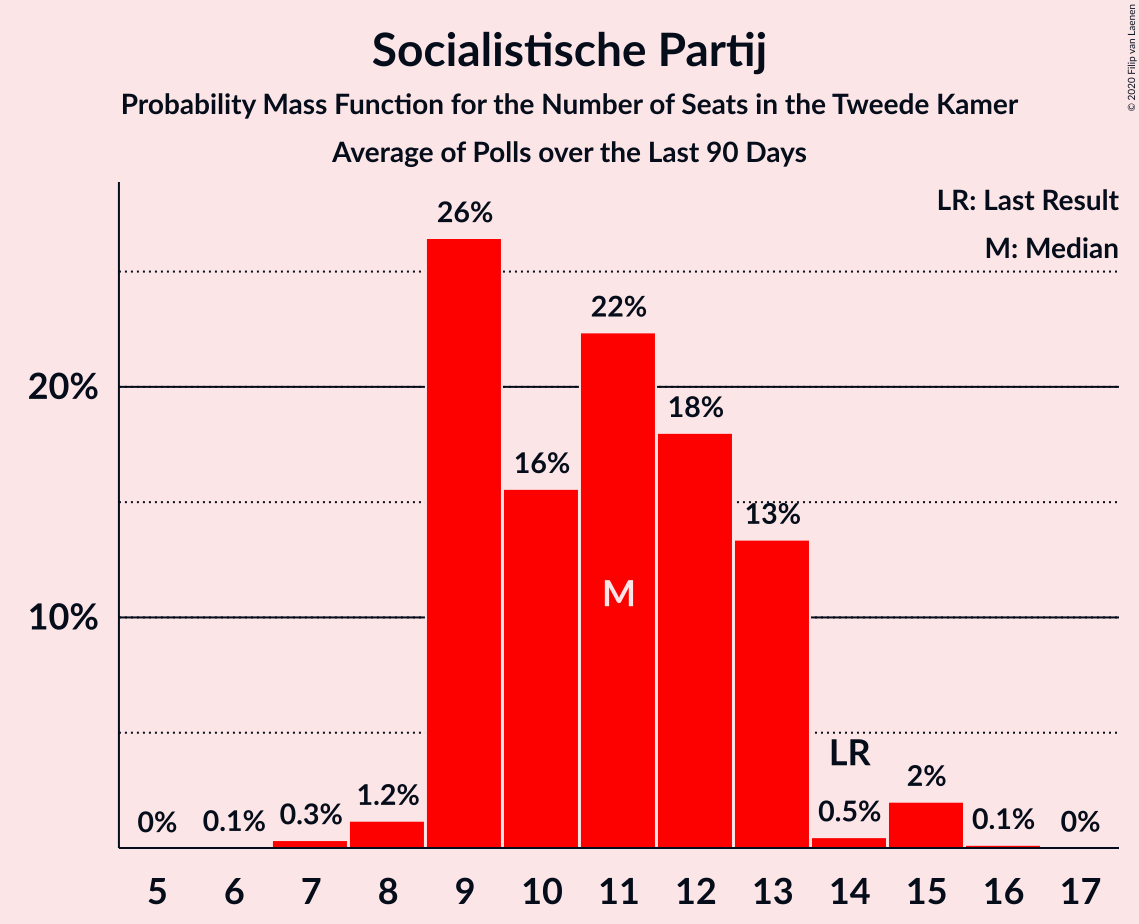 Socialistische Partij
Probability Mass Function for the Number of Seats in the Tweede Kamer
Average of Polls over the Last 90 Days
© 2020 Filip van Laenen
LR: Last Result
M: Median
26%
22%
20%
18%
16%
13%
M
10%
LR
2%
1.2%
0% 0.1% 0.3% 0.5% 0.1% 0%
5 6 7 8 9 10 11 12 13 14 15 16 17